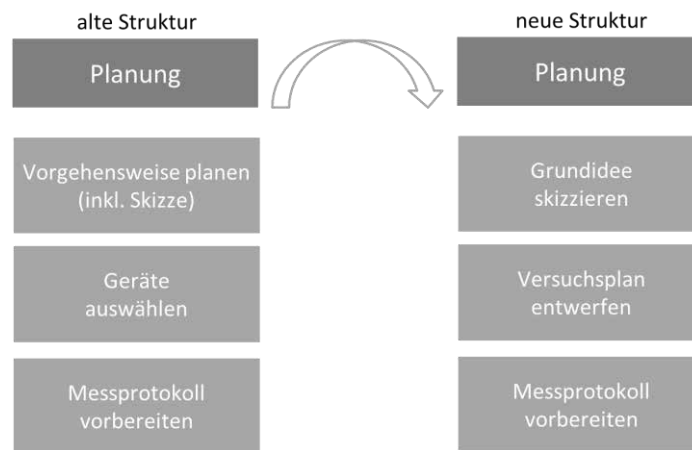 alte Struktur
Planung
Vorgehensweise planen
(inkl. Skizze)
Geräte
auswählen
Messprotokoll
vorbereiten
neue Struktur
Planung
Grundidee
skizzieren
Versuchsplan
entwerfen
Messprotokoll
vorbereiten